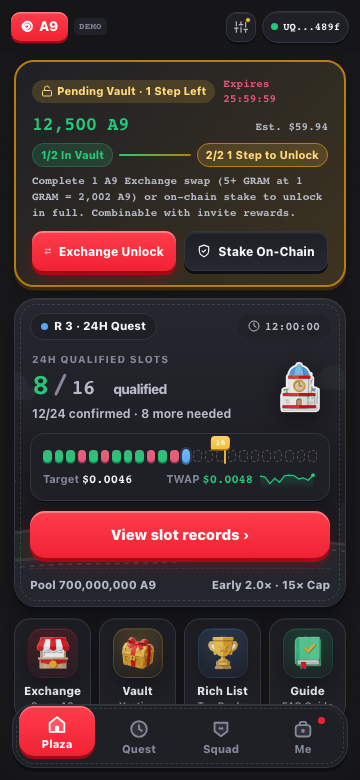 A9 DEMO UQ...489f
Pending Vault · 1 Step Left Expires 25:59:59
12,500 A9 Est. $59.94
1/2 In Vault 2/2 1 Step to Unlock
Complete 1 A9 Exchange swap (5+ GRAM at 1
GRAM = 2,002 A9) or on-chain stake to unlock
in full. Combinable with invite rewards.
Exchange Unlock Stake On-Chain
R 3 · 24H Quest 12:00:00
24H QUALIFIED SLOTS
8 / 16 qualified
12/24 confirmed · 8 more needed
16
Target $0.0046 TWAP $0.0048
View slot records ›
Pool 700,000,000 A9 Early 2.0× · 15× Cap
Exchange Vault Rich List Guide
Plaza Quest Squad Me